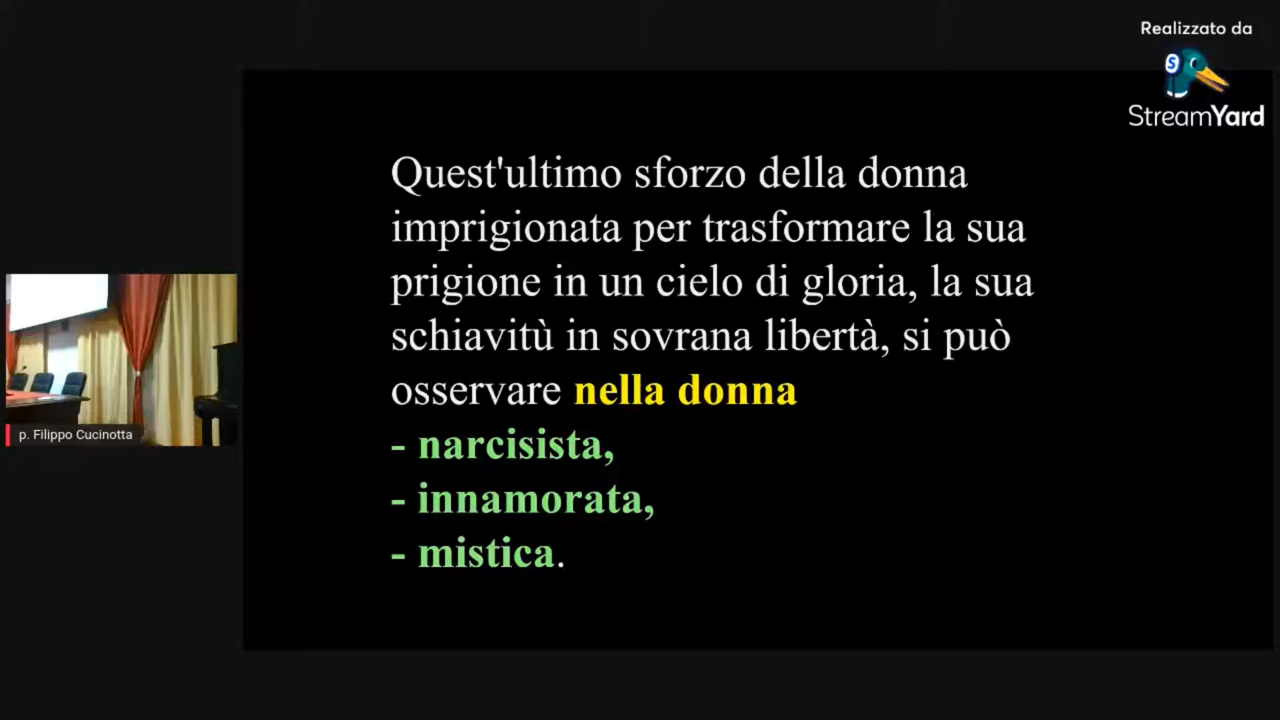 Realizzato da
StreamYard
Quest'ultimo sforzo della donna
imprigionata per trasformare la sua
prigione in un cielo di gloria, la sua
schiavitù in sovrana libertà, si può
osservare nella donna
- narcisista,
- innamorata,
- mistica.
p. Filippo Cucinotta